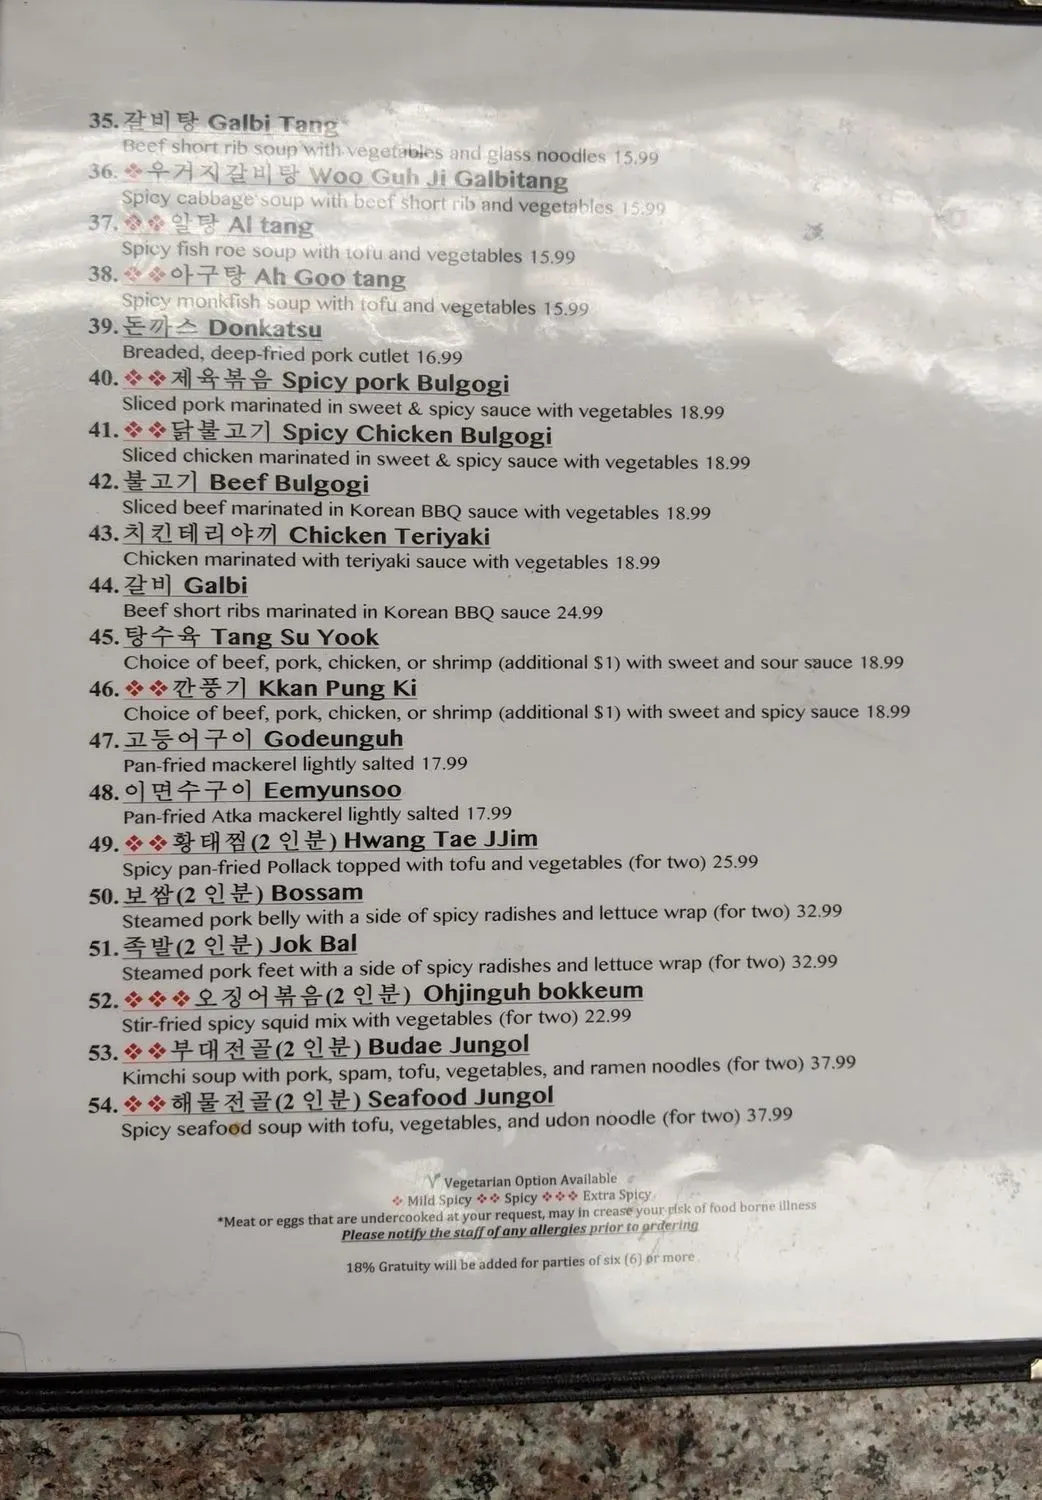 35. 갈비탕 Galbi Tang
Beef short rib soup with vegetables and glass noodles 15.99
36. ❖우거지갈비탕 Woo Guh Ji Galbitang
Spicy cabbage soup with beef short rib and vegetables 15.99
37. ❖❖알탕 Al tang
Spicy fish roe soup with tofu and vegetables 15.99
38. ❖❖아구탕 Ah Goo tang
Spicy monkfish soup with tofu and vegetables 15.99
39. 돈까스 Donkatsu
Breaded, deep-fried pork cutlet 16.99
40. ❖❖제육볶음 Spicy pork Bulgogi
Sliced pork marinated in sweet & spicy sauce with vegetables 18.99
41. ❖❖닭불고기 Spicy Chicken Bulgogi
Sliced chicken marinated in sweet & spicy sauce with vegetables 18.99
42. 불고기 Beef Bulgogi
Sliced beef marinated in Korean BBQ sauce with vegetables 18.99
43. 치킨테리야끼 Chicken Teriyaki
Chicken marinated with teriyaki sauce with vegetables 18.99
44. 갈비 Galbi
Beef short ribs marinated in Korean BBQ sauce 24.99
45. 탕수육 Tang Su Yook
Choice of beef, pork, chicken, or shrimp (additional $1) with sweet and sour sauce 18.99
46. ❖❖깐풍기 Kkan Pung Ki
Choice of beef, pork, chicken, or shrimp (additional $1) with sweet and spicy sauce 18.99
47. 고등어구이 Godeunguh
Pan-fried mackerel lightly salted 17.99
48. 이면수구이 Eemyunsoo
Pan-fried Atka mackerel lightly salted 17.99
49. ❖❖황태찜(2 인분) Hwang Tae JJim
Spicy pan-fried Pollack topped with tofu and vegetables (for two) 25.99
50. 보쌈(2 인분) Bossam
Steamed pork belly with a side of spicy radishes and lettuce wrap (for two) 32.99
51. 족발(2 인분) Jok Bal
Steamed pork feet with a side of spicy radishes and lettuce wrap (for two) 32.99
52. ❖❖❖오징어볶음(2 인분) Ohjinguh bokkeum
Stir-fried spicy squid mix with vegetables (for two) 22.99
53. ❖❖부대전골(2 인분) Budae Jungol
Kimchi soup with pork, spam, tofu, vegetables, and ramen noodles (for two) 37.99
54. ❖❖해물전골(2 인분) Seafood Jungol
Spicy seafood soup with tofu, vegetables, and udon noodle (for two) 37.99
V Vegetarian Option Available
❖ Mild Spicy ❖❖ Spicy ❖❖❖ Extra Spicy
*Meat or eggs that are undercooked at your request, may in crease your risk of food borne illness
Please notify the staff of any allergies prior to ordering
18% Gratuity will be added for parties of six (6) or more